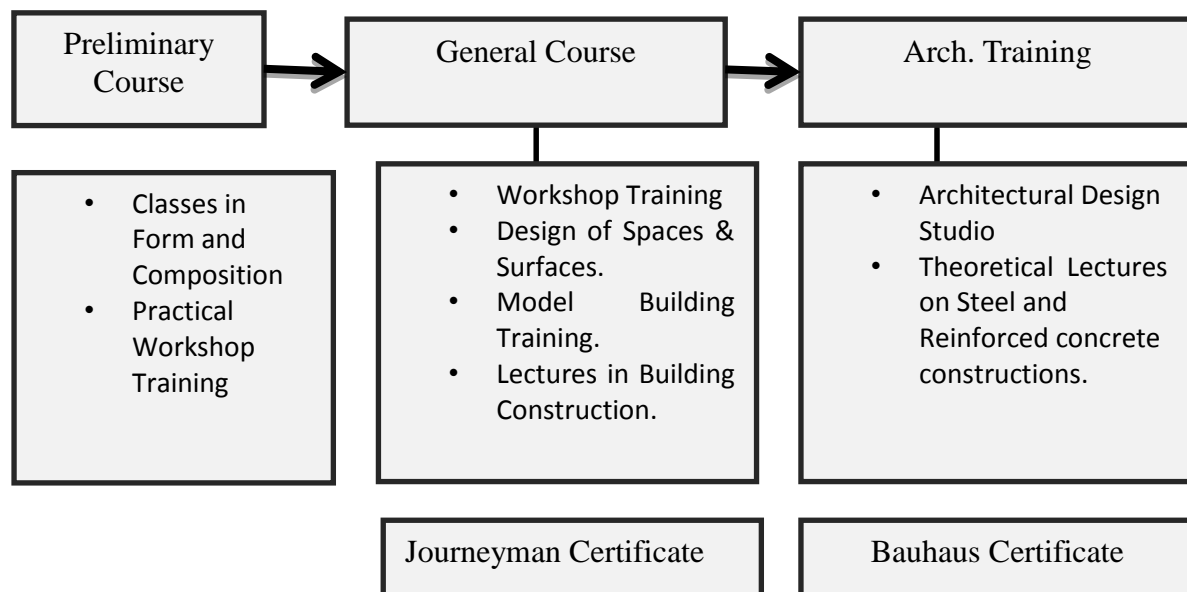 Preliminary
Course
General Course
Arch. Training
• Classes in
Form and
Composition
• Practical
Workshop
Training
• Workshop Training
• Design of Spaces &
Surfaces.
• Model Building
Training.
• Lectures in Building
Construction.
• Architectural Design
Studio
• Theoretical Lectures
on Steel and
Reinforced concrete
constructions.
Journeyman Certificate
Bauhaus Certificate